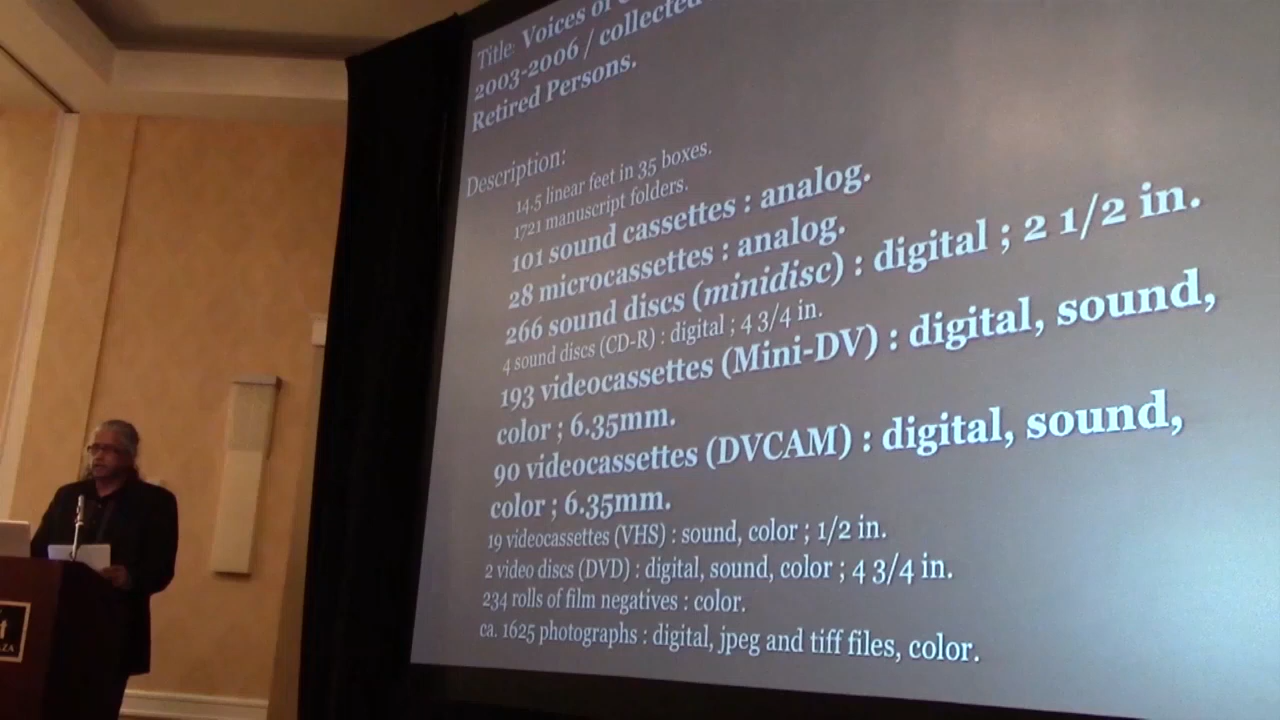 Title: Voices of
2003-2006 / collected
Retired Persons.
Description:
14.5 linear feet in 35 boxes.
1721 manuscript folders.
101 sound cassettes : analog.
28 microcassettes : analog.
266 sound discs (minidisc) : digital ; 2 1/2 in.
4 sound discs (CD-R) : digital ; 4 3/4 in.
193 videocassettes (Mini-DV) : digital, sound,
color ; 6.35mm.
90 videocassettes (DVCAM) : digital, sound,
color ; 6.35mm.
19 videocassettes (VHS) : sound, color ; 1/2 in.
2 video discs (DVD) : digital, sound, color ; 4 3/4 in.
234 rolls of film negatives : color.
ca. 1625 photographs : digital, jpeg and tiff files, color.